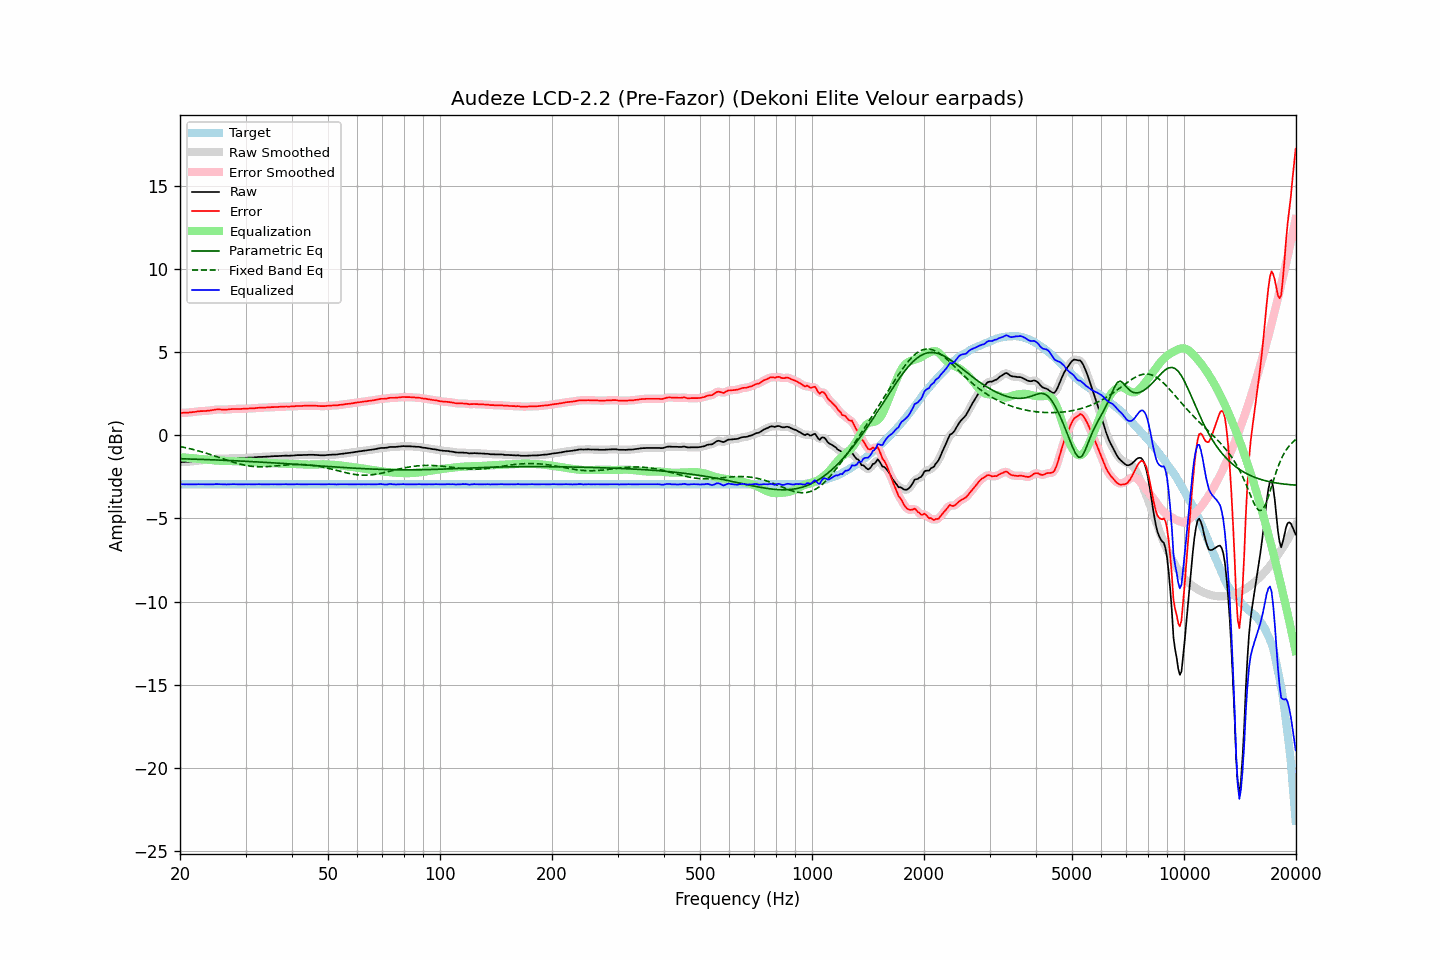 Audeze LCD-2.2 (Pre-Fazor) (Dekoni Elite Velour earpads)
Target
Raw Smoothed
Error Smoothed
Raw
Error
Equalization
Parametric Eq
Fixed Band Eq
Equalized
15
10
5
0
−5
−10
−15
−20
−25
Amplitude (dBr)
20 50 100 200 500 1000 2000 5000 10000 20000
Frequency (Hz)